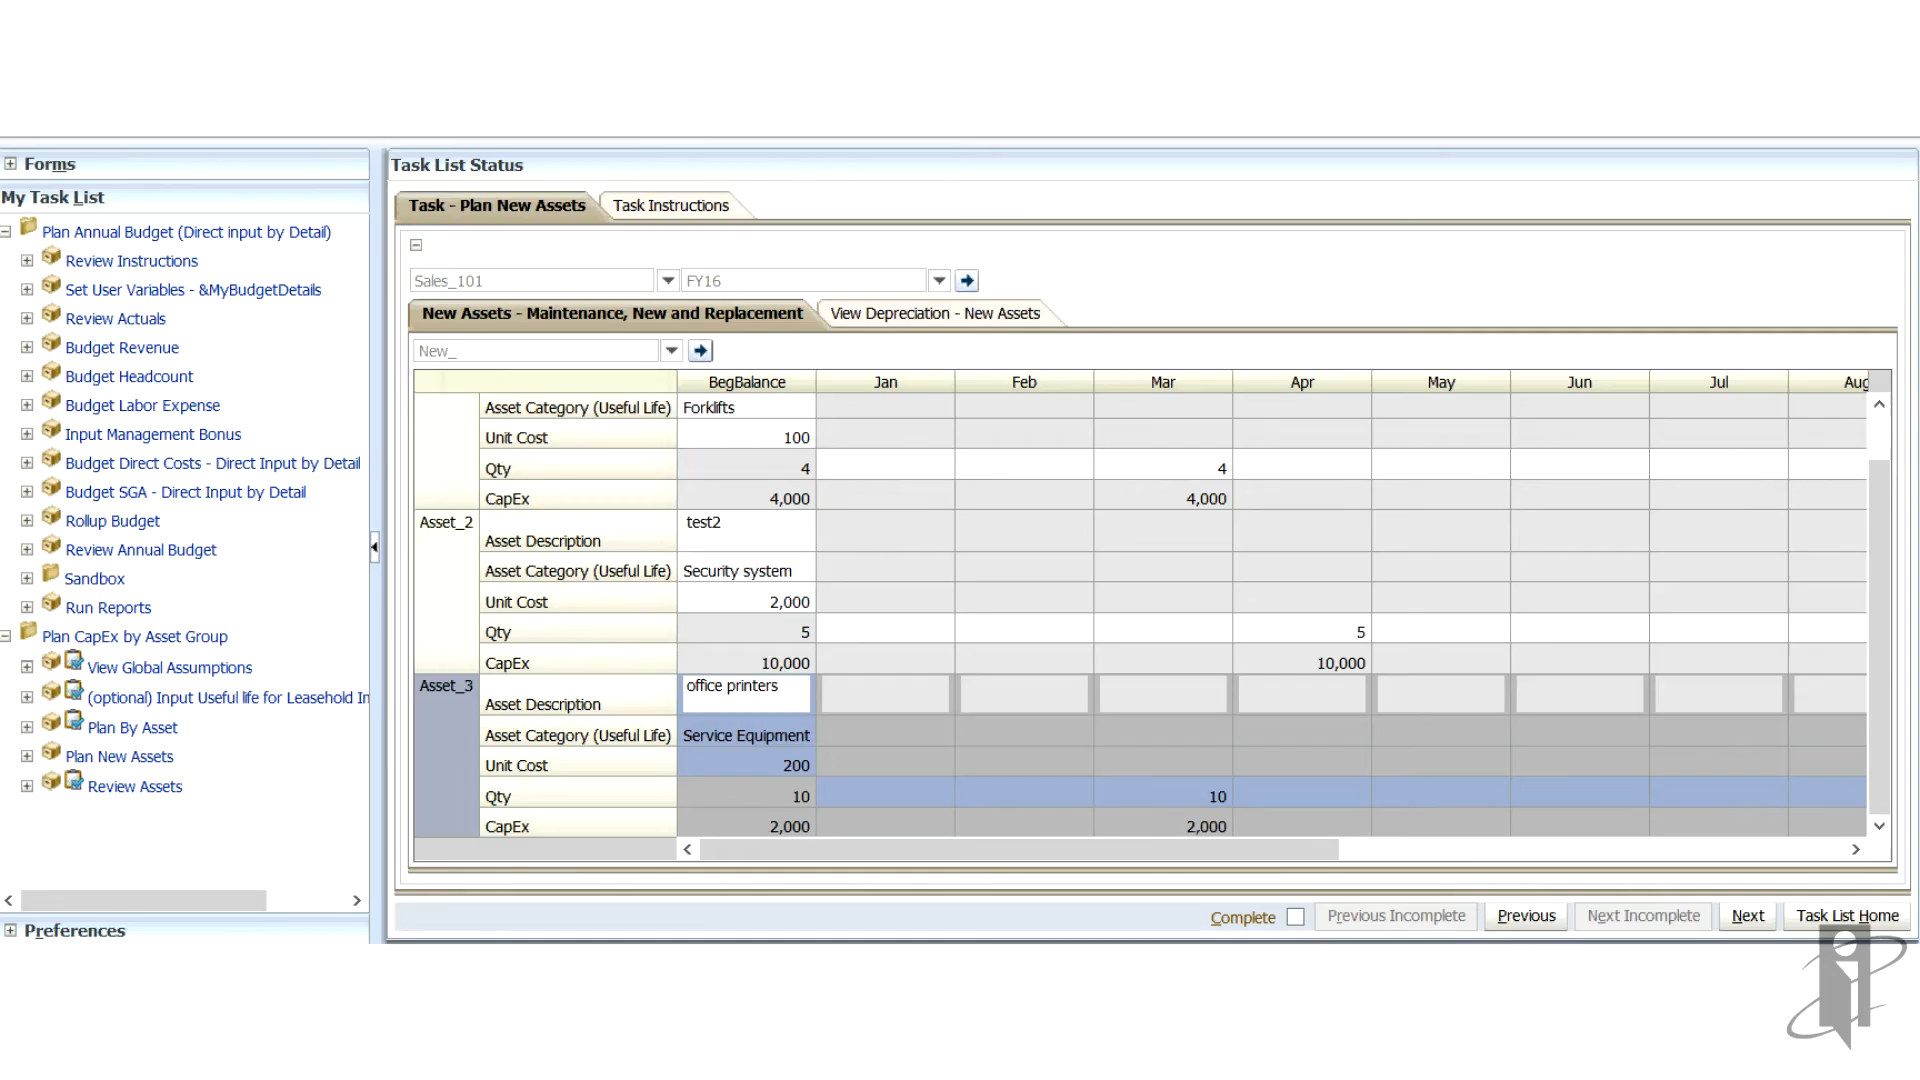 Forms
My Task List
Plan Annual Budget (Direct input by Detail)
Review Instructions
Set User Variables - &MyBudgetDetails
Review Actuals
Budget Revenue
Budget Headcount
Budget Labor Expense
Input Management Bonus
Budget Direct Costs - Direct Input by Detail
Budget SGA - Direct Input by Detail
Rollup Budget
Review Annual Budget
Sandbox
Run Reports
Plan CapEx by Asset Group
View Global Assumptions
(optional) Input Useful life for Leasehold In
Plan By Asset
Plan New Assets
Review Assets
Preferences
Task List Status
Task - Plan New Assets Task Instructions
Sales_101 FY16
New Assets - Maintenance, New and Replacement View Depreciation - New Assets
New_
BegBalance Jan Feb Mar Apr May Jun Jul Aug
Asset Category (Useful Life) Forklifts
Unit Cost 100
Qty 4 4
CapEx 4,000 4,000
Asset_2 test2
Asset Description
Asset Category (Useful Life) Security system
Unit Cost 2,000
Qty 5 5
CapEx 10,000 10,000
Asset_3 office printers
Asset Description
Asset Category (Useful Life) Service Equipment
Unit Cost 200
Qty 10 10
CapEx 2,000 2,000
Complete Previous Incomplete Previous Next Incomplete Next Task List Home